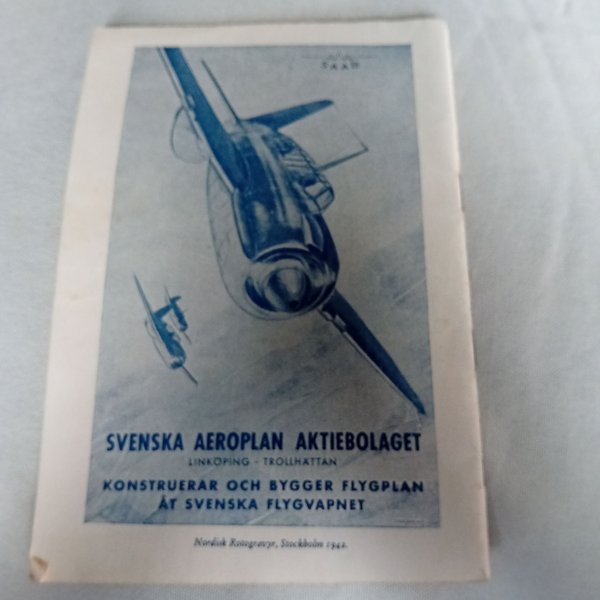 SAAB
SVENSKA AEROPLAN AKTIEBOLAGET
LINKÖPING - TROLLHÄTTAN
KONSTRUERAR OCH BYGGER FLYGPLAN
ÅT SVENSKA FLYGVAPNET
Nordisk Rotogravyr, Stockholm 1942.